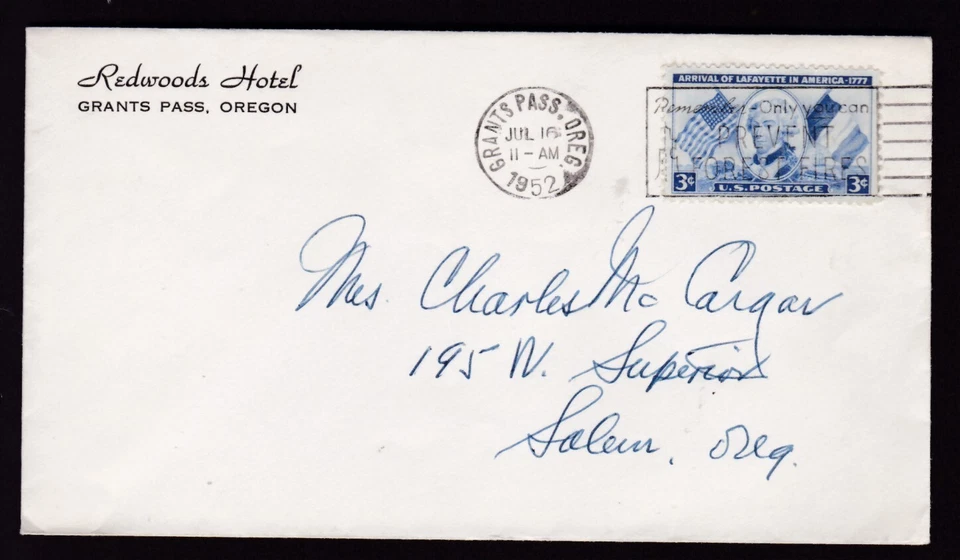 Redwoods Hotel
GRANTS PASS, OREGON
GRANTS PASS, OREG.
JUL 16
11-AM
1952
ARRIVAL OF LAFAYETTE IN AMERICA-1777
Remember-Only you can
PREVENT
FOREST FIRES
3¢ U.S. POSTAGE 3¢
Mrs. Charles Mc Cargar
195 W. Superior
Salem, Oreg.